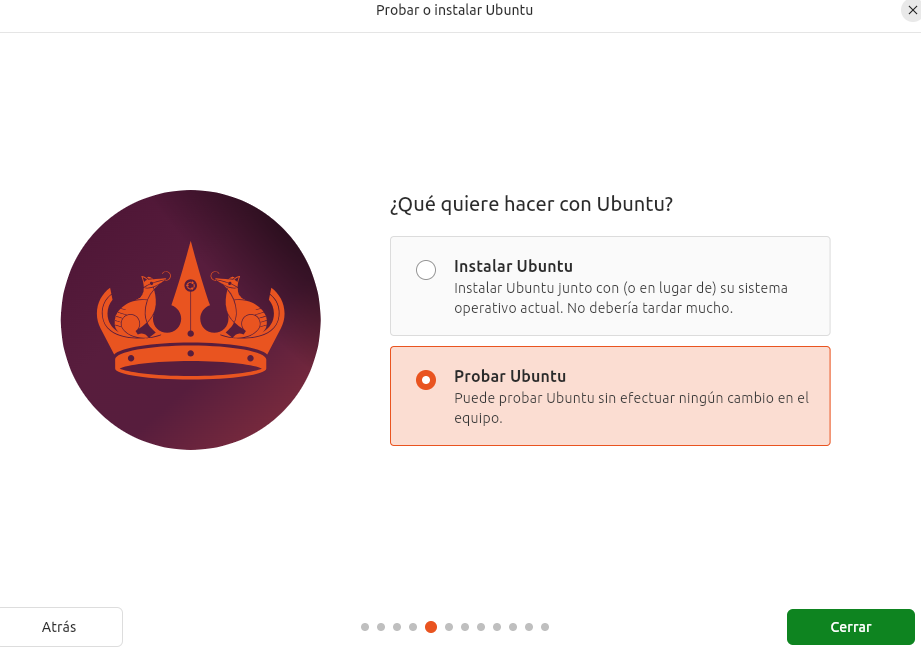 Probar o instalar Ubuntu
¿Qué quiere hacer con Ubuntu?
Instalar Ubuntu
Instalar Ubuntu junto con (o en lugar de) su sistema
operativo actual. No debería tardar mucho.
Probar Ubuntu
Puede probar Ubuntu sin efectuar ningún cambio en el
equipo.
Atrás
Cerrar